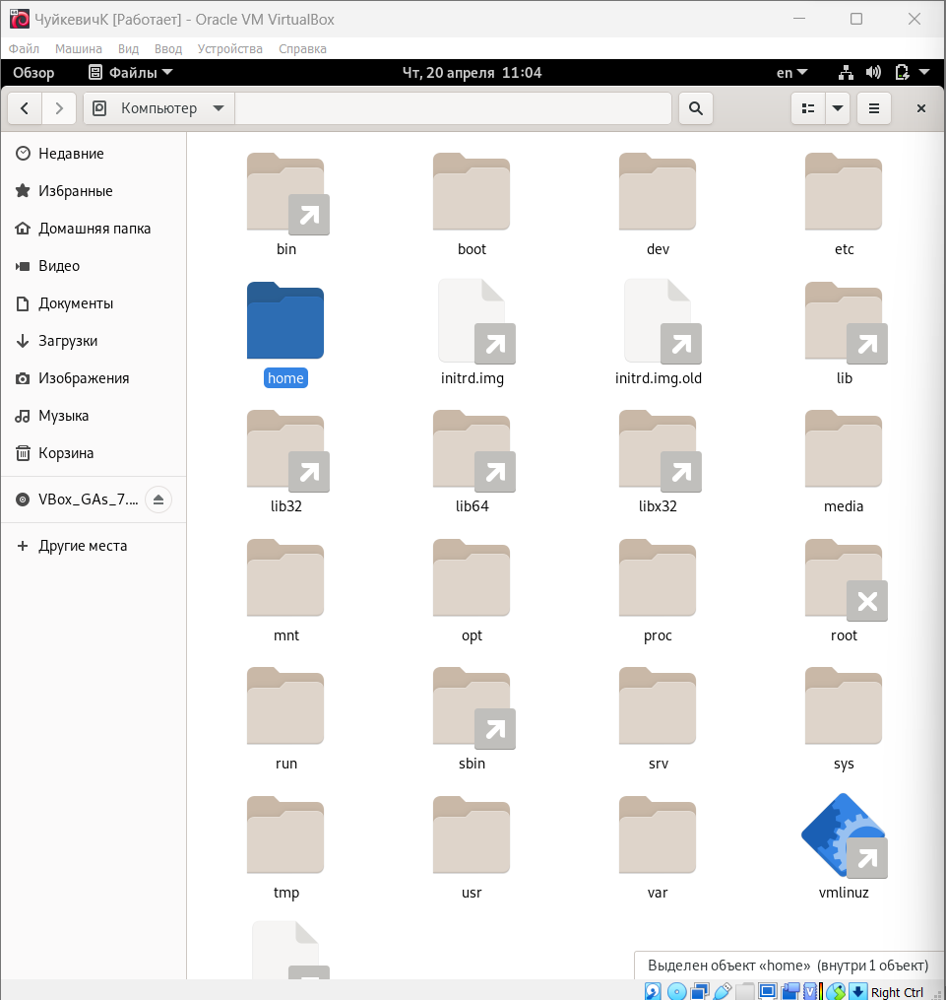 ЧуйкевичК [Работает] - Oracle VM VirtualBox
Файл Машина Вид Ввод Устройства Справка
Обзор Файлы Чт, 20 апреля 11:04 en
Компьютер
Недавние
Избранные
Домашняя папка
Видео
Документы
Загрузки
Изображения
Музыка
Корзина
VBox_GAs_7....
Другие места
bin boot dev etc
home initrd.img initrd.img.old lib
lib32 lib64 libx32 media
mnt opt proc root
run sbin srv sys
tmp usr var vmlinuz
Выделен объект «home» (внутри 1 объект)
Right Ctrl